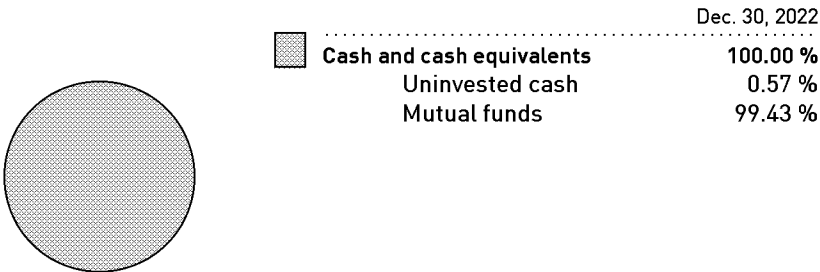 Dec. 30, 2022
Cash and cash equivalents 100.00 %
Uninvested cash 0.57 %
Mutual funds 99.43 %